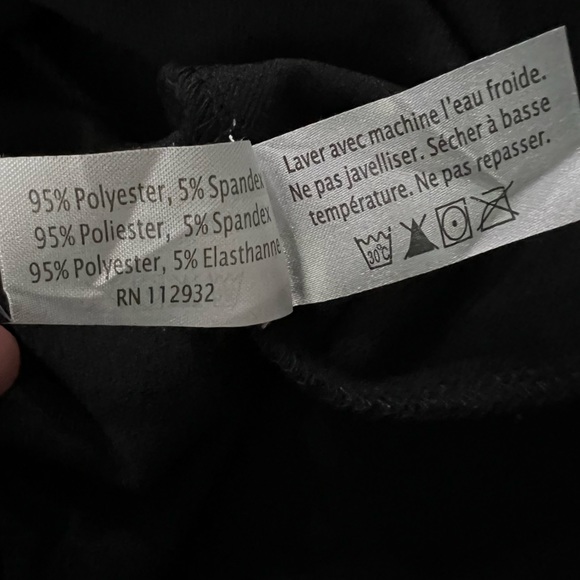 95% Polyester, 5% Spandex
95% Poliester, 5% Spandex
95% Polyester, 5% Elasthanne
RN 112932
Laver avec machine l'eau froide.
Ne pas javelliser. Sécher à basse
température. Ne pas repasser.
30°C